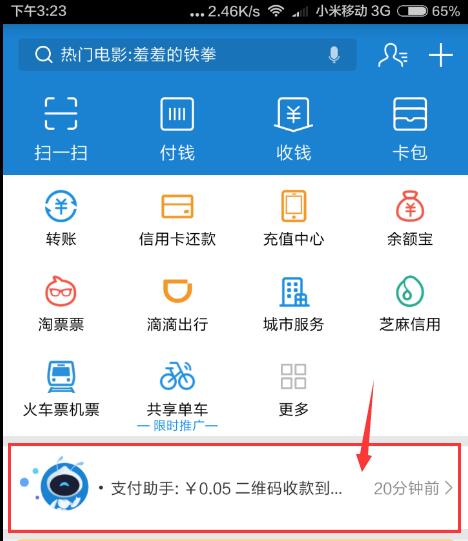 下午3:23 ...2.46K/s 小米移动 3G 65%
热门电影:羞羞的铁拳
扫一扫 付钱 收钱 卡包
转账 信用卡还款 充值中心 余额宝
淘票票 滴滴出行 城市服务 芝麻信用
火车票机票 共享单车 更多
— 限时推广 —
• 支付助手: ￥0.05 二维码收款到... 20分钟前